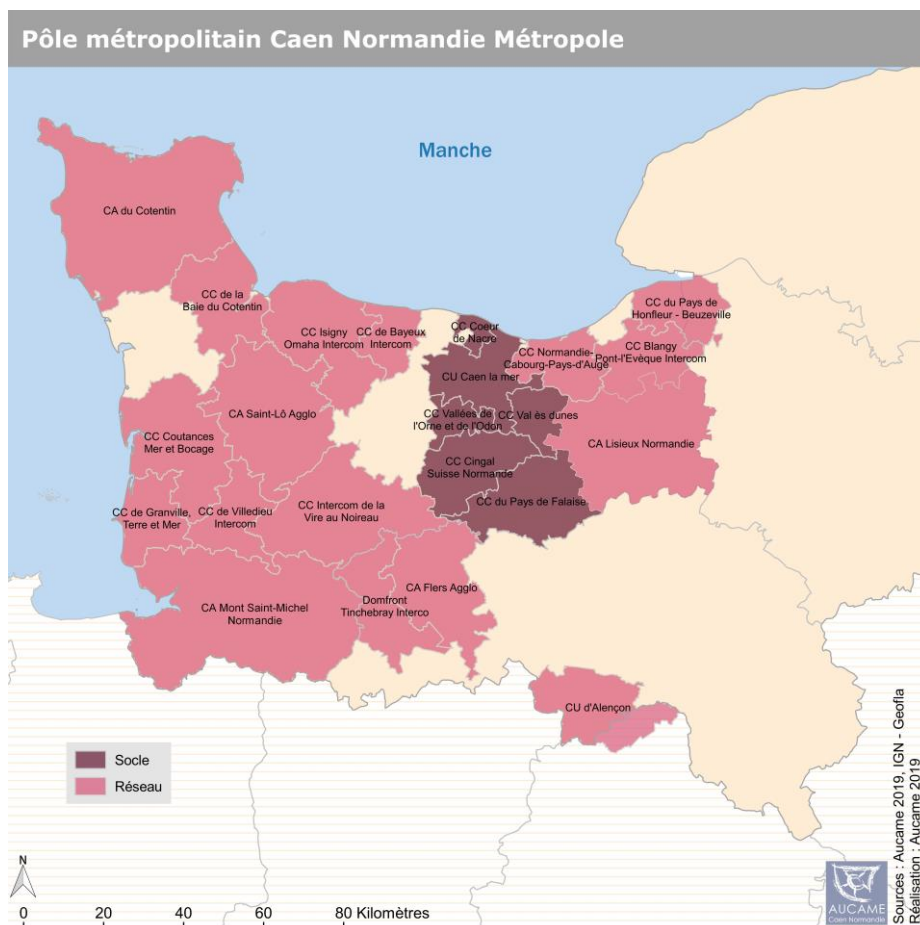 Pôle métropolitain Caen Normandie Métropole
Manche
CA du Cotentin
CC de la
Baie du Cotentin
CC du Pays de
Honfleur - Beuzeville
CC Isigny
Omaha Intercom
CC de Bayeux
Intercom
CC Coeur
de Nacre
CC Normandie-
Cabourg-Pays-d'Auge
CC Blangy
Pont-l'Evèque Intercom
CU Caen la mer
CA Saint-Lô Agglo
CC Vallées de
l'Orne et de l'Odon
CC Val ès dunes
CC Coutances
Mer et Bocage
CA Lisieux Normandie
CC Cingal
Suisse Normande
CC du Pays de Falaise
CC de Granville,
Terre et Mer
CC de Villedieu
Intercom
CC Intercom de la
Vire au Noireau
CA Mont Saint-Michel
Normandie
Domfront
Tinchebray Interco
CA Flers Agglo
CU d'Alençon
Socle
Réseau
N
0 20 40 60 80 Kilomètres
AUCAME
Caen Normandie
Sources : Aucame 2019, IGN - Geofla
Réalisation : Aucame 2019